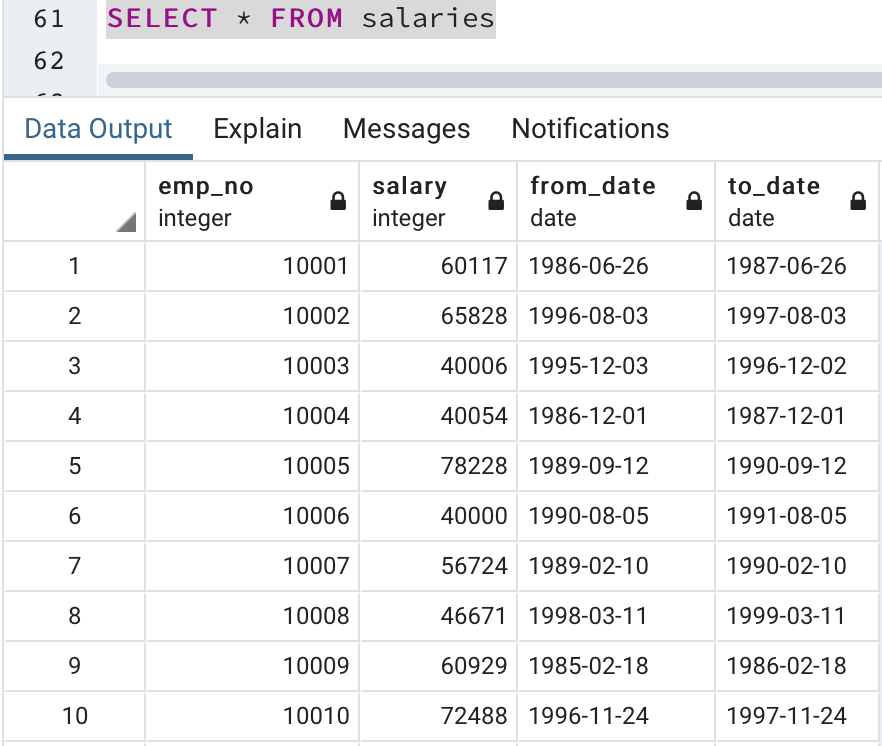 61 SELECT * FROM salaries
62
Data Output Explain Messages Notifications
emp_no salary from_date to_date
integer integer date date
1 10001 60117 1986-06-26 1987-06-26
2 10002 65828 1996-08-03 1997-08-03
3 10003 40006 1995-12-03 1996-12-02
4 10004 40054 1986-12-01 1987-12-01
5 10005 78228 1989-09-12 1990-09-12
6 10006 40000 1990-08-05 1991-08-05
7 10007 56724 1989-02-10 1990-02-10
8 10008 46671 1998-03-11 1999-03-11
9 10009 60929 1985-02-18 1986-02-18
10 10010 72488 1996-11-24 1997-11-24